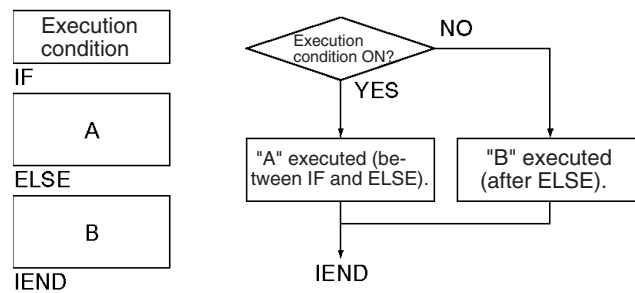 Execution
condition
IF
A
ELSE
B
IEND
Execution
condition ON?
NO
YES
"A" executed (be-
tween IF and ELSE).
"B" executed
(after ELSE).
IEND